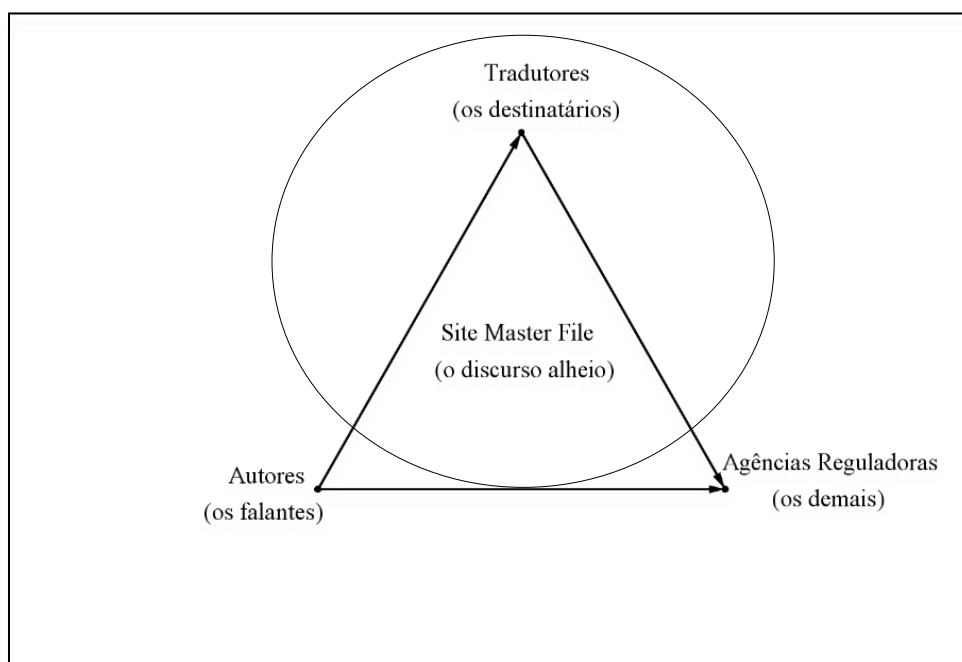 Tradutores
(os destinatários)
Site Master File
(o discurso alheio)
Autores
(os falantes)
Agências Reguladoras
(os demais)